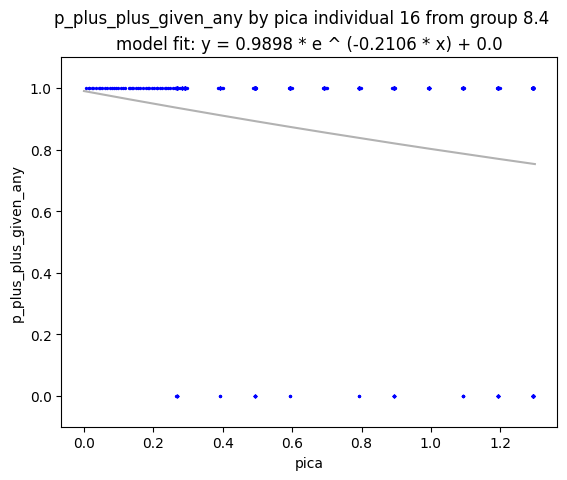 p_plus_plus_given_any by pica individual 16 from group 8.4
model fit: y = 0.9898 * e ^ (-0.2106 * x) + 0.0
1.0
0.8
0.6
0.4
0.2
0.0
p_plus_plus_given_any
0.0 0.2 0.4 0.6 0.8 1.0 1.2
pica